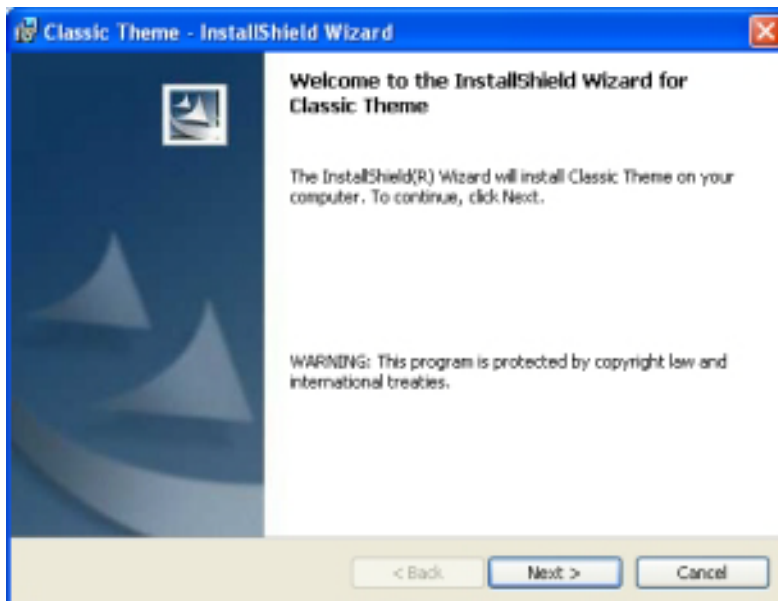 Classic Theme - InstallShield Wizard
Welcome to the InstallShield Wizard for
Classic Theme
The InstallShield(R) Wizard will install Classic Theme on your
computer. To continue, click Next.
WARNING: This program is protected by copyright law and
international treaties.
< Back
Next >
Cancel